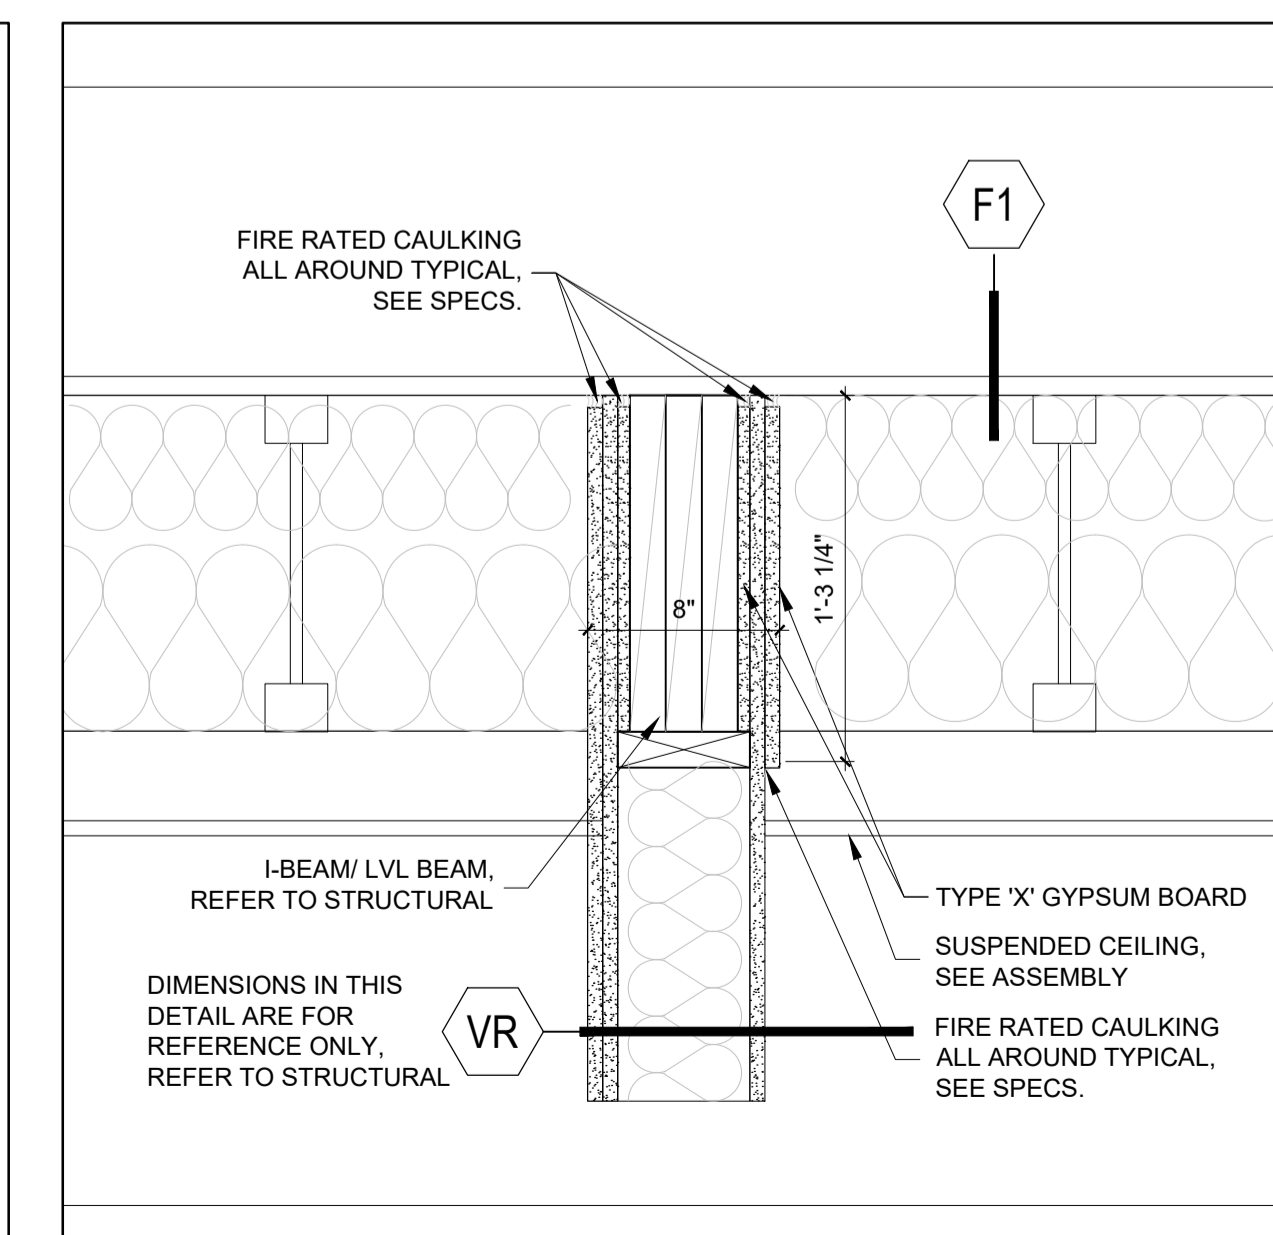 F1
FIRE RATED CAULKING
ALL AROUND TYPICAL,
SEE SPECS.
1'-3 1/4"
8"
I-BEAM/ LVL BEAM,
REFER TO STRUCTURAL
TYPE 'X' GYPSUM BOARD
SUSPENDED CEILING,
SEE ASSEMBLY
DIMENSIONS IN THIS
DETAIL ARE FOR
REFERENCE ONLY,
REFER TO STRUCTURAL
VR
FIRE RATED CAULKING
ALL AROUND TYPICAL,
SEE SPECS.